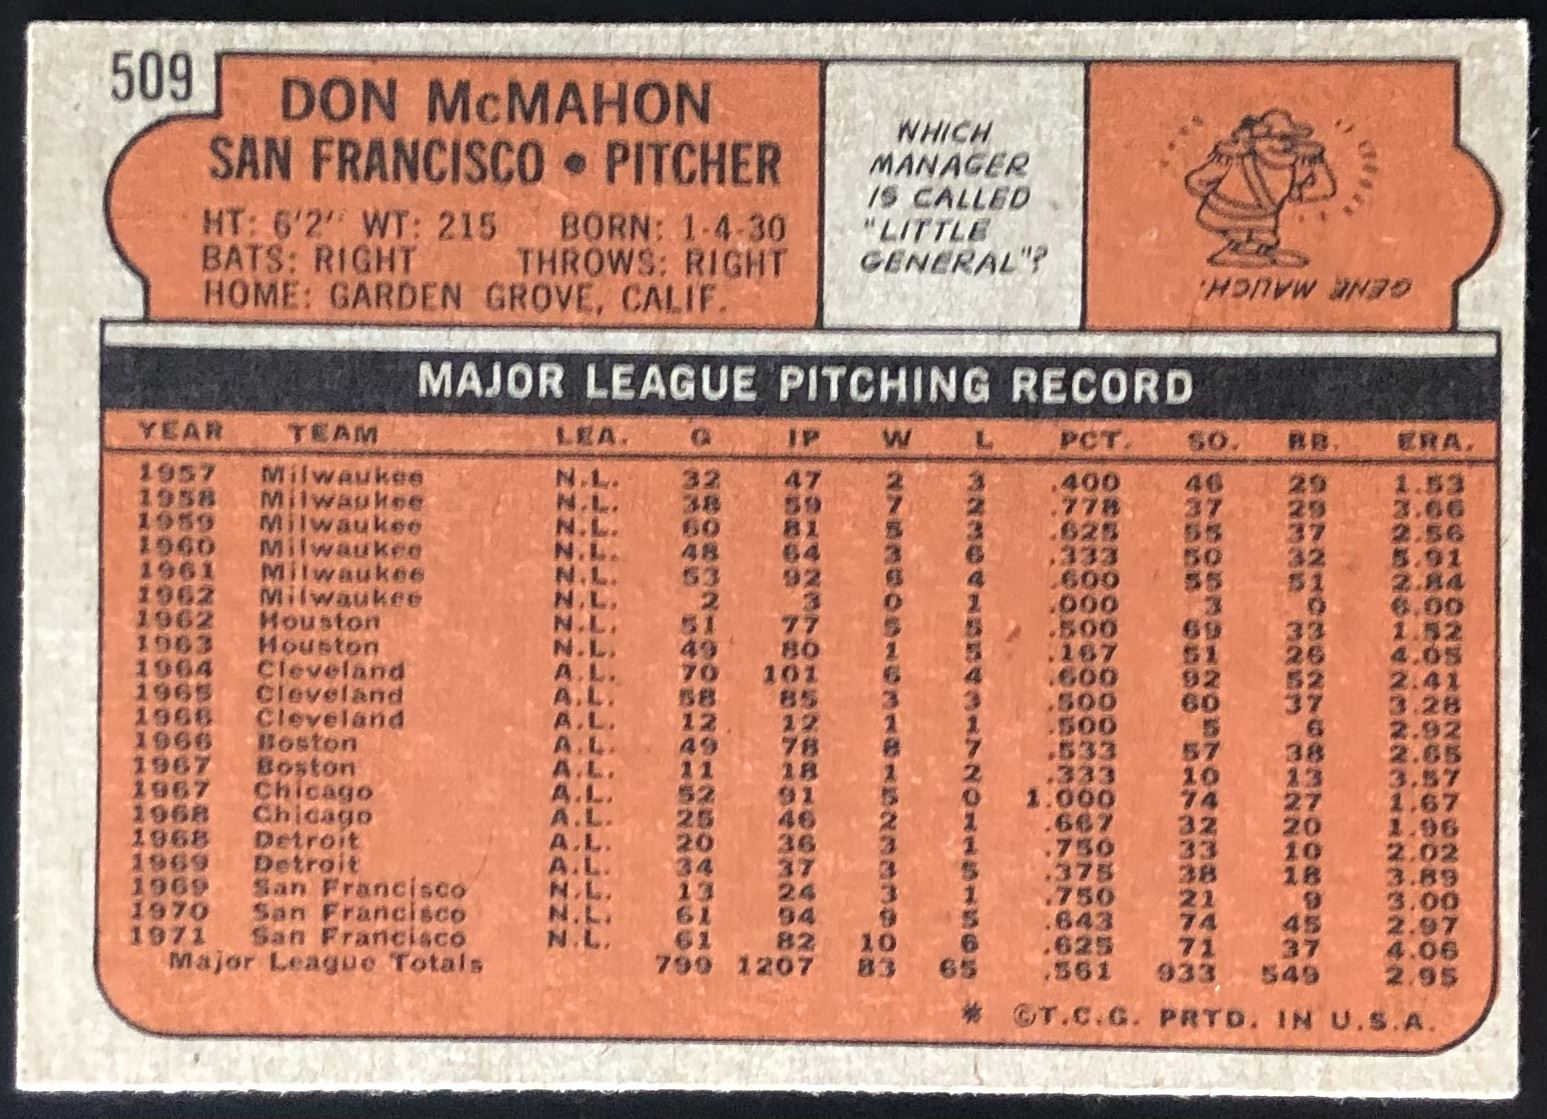 509
DON McMAHON
SAN FRANCISCO • PITCHER
HT: 6'2" WT: 215 BORN: 1-4-30
BATS: RIGHT THROWS: RIGHT
HOME: GARDEN GROVE, CALIF.
WHICH
MANAGER
IS CALLED
"LITTLE
GENERAL"?
GENE MAUCH.
MAJOR LEAGUE PITCHING RECORD
YEAR TEAM LEA. G IP W L PCT. SO. BB. ERA.
1957 Milwaukee N.L. 32 47 2 3 .400 46 29 1.53
1958 Milwaukee N.L. 38 59 7 2 .778 37 29 3.66
1959 Milwaukee N.L. 60 81 5 3 .625 55 37 2.56
1960 Milwaukee N.L. 48 64 3 6 .333 50 32 5.91
1961 Milwaukee N.L. 53 92 6 4 .600 55 51 2.84
1962 Milwaukee N.L. 2 3 0 1 .000 3 0 6.00
1962 Houston N.L. 51 77 5 5 .500 69 33 1.52
1963 Houston N.L. 49 80 1 5 .167 51 26 4.05
1964 Cleveland A.L. 70 101 6 4 .600 92 52 2.41
1965 Cleveland A.L. 58 85 3 3 .500 60 37 3.28
1966 Cleveland A.L. 12 12 1 1 .500 5 6 2.92
1966 Boston A.L. 49 78 8 7 .533 57 38 2.65
1967 Boston A.L. 11 18 1 2 .333 10 13 3.57
1967 Chicago A.L. 52 91 5 0 1.000 74 27 1.67
1968 Chicago A.L. 25 46 2 1 .667 32 20 1.96
1968 Detroit A.L. 20 36 3 1 .750 33 10 2.02
1969 Detroit A.L. 34 37 3 5 .375 38 18 3.89
1969 San Francisco N.L. 13 24 3 1 .750 21 9 3.00
1970 San Francisco N.L. 61 94 9 5 .643 74 45 2.97
1971 San Francisco N.L. 61 82 10 6 .625 71 37 4.06
Major League Totals 799 1207 83 65 .561 933 549 2.95
* ©T.C.G. PRTD. IN U.S.A.